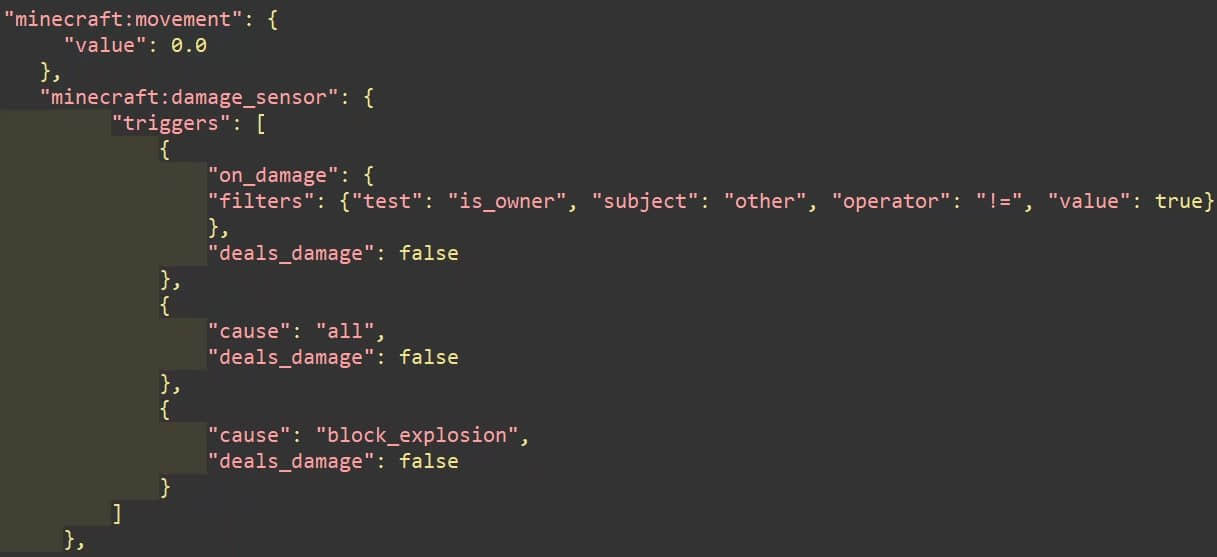 "minecraft:movement": {
"value": 0.0
},
"minecraft:damage_sensor": {
"triggers": [
{
"on_damage": {
"filters": {"test": "is_owner", "subject": "other", "operator": "!=", "value": true}
},
"deals_damage": false
},
{
"cause": "all",
"deals_damage": false
},
{
"cause": "block_explosion",
"deals_damage": false
}
]
},